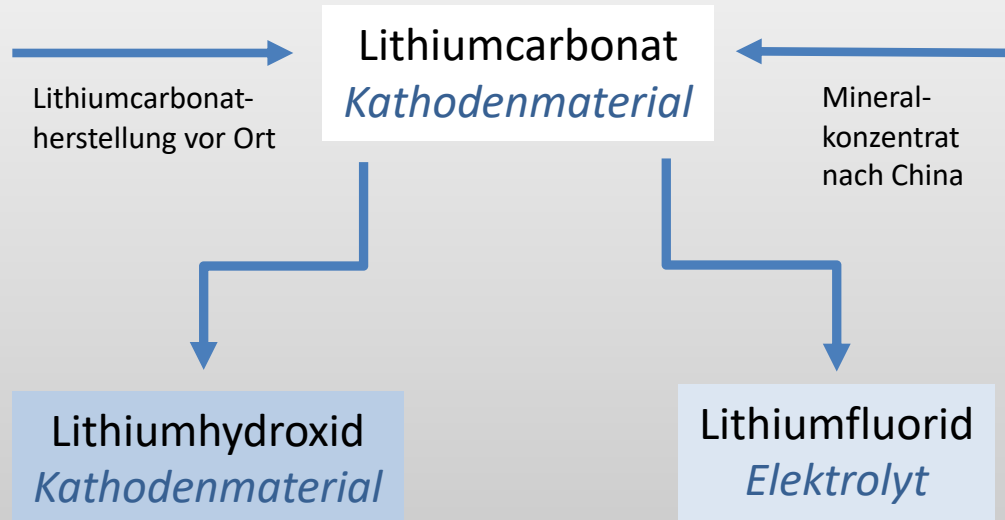 Lithiumcarbonat
Kathodenmaterial
Lithiumcarbonat-
herstellung vor Ort
Mineral-
konzentrat
nach China
Lithiumhydroxid
Kathodenmaterial
Lithiumfluorid
Elektrolyt